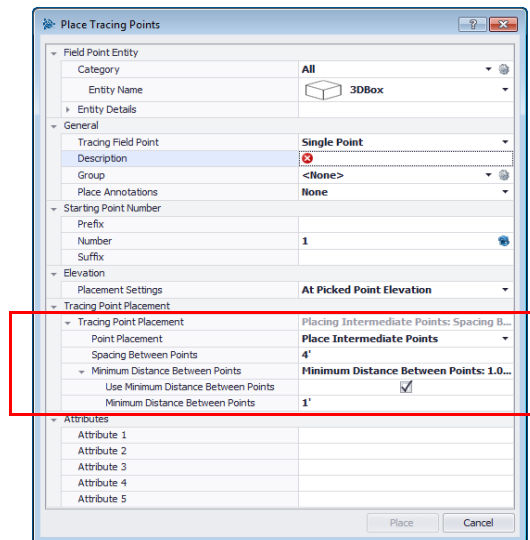 Place Tracing Points
Field Point Entity
Category All
Entity Name 3DBox
Entity Details
General
Tracing Field Point Single Point
Description
Group <None>
Place Annotations None
Starting Point Number
Prefix
Number 1
Suffix
Elevation
Placement Settings At Picked Point Elevation
Tracing Point Placement
Tracing Point Placement Placing Intermediate Points: Spacing B...
Point Placement Place Intermediate Points
Spacing Between Points 4'
Minimum Distance Between Points Minimum Distance Between Points: 1.0...
Use Minimum Distance Between Points
Minimum Distance Between Points 1'
Attributes
Attribute 1
Attribute 2
Attribute 3
Attribute 4
Attribute 5
Place Cancel